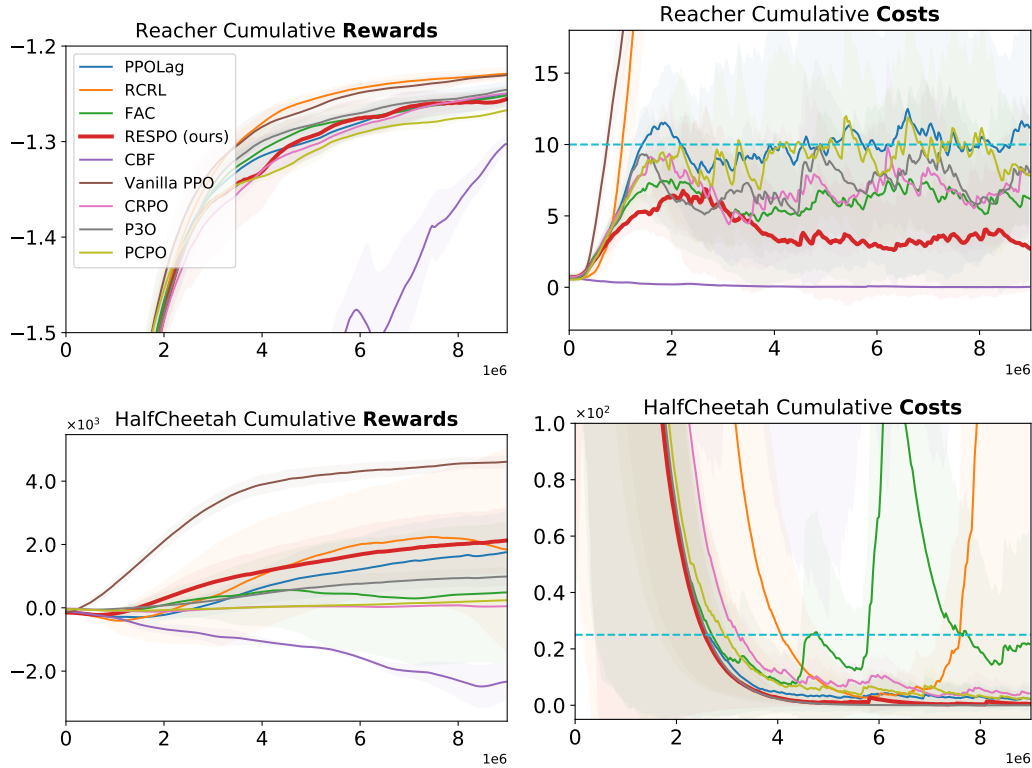 Reacher Cumulative Rewards
−1.2
−1.3
−1.4
−1.5
0 2 4 6 8
1e6
PPOLag
RCRL
FAC
RESPO (ours)
CBF
Vanilla PPO
CRPO
P3O
PCPO
Reacher Cumulative Costs
15
10
5
0
0 2 4 6 8
1e6
HalfCheetah Cumulative Rewards
×10³
4.0
2.0
0.0
−2.0
0 2 4 6 8
1e6
HalfCheetah Cumulative Costs
×10²
1.0
0.8
0.6
0.4
0.2
0.0
0 2 4 6 8
1e6